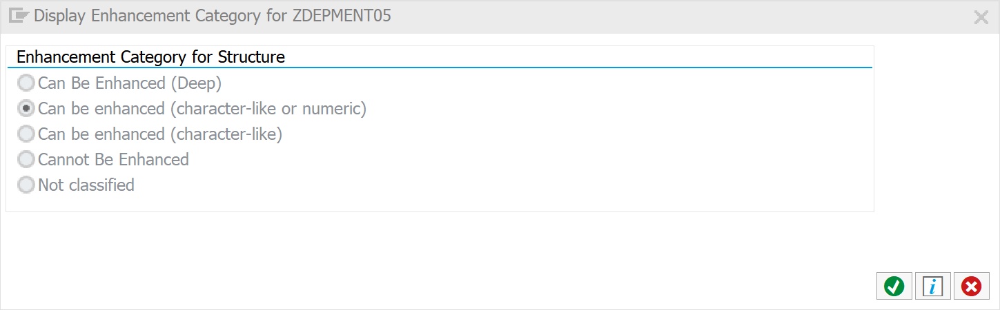 Display Enhancement Category for ZDEPMENT05
Enhancement Category for Structure
Can Be Enhanced (Deep)
Can be enhanced (character-like or numeric)
Can be enhanced (character-like)
Cannot Be Enhanced
Not classified
i